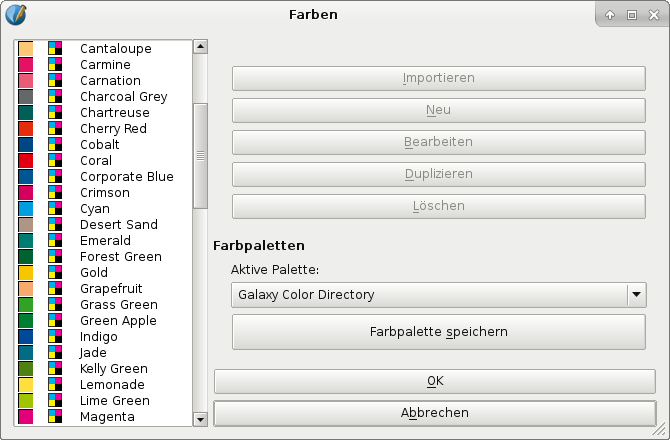 Farben
Cantaloupe
Carmine
Carnation
Charcoal Grey
Chartreuse
Cherry Red
Cobalt
Coral
Corporate Blue
Crimson
Cyan
Desert Sand
Emerald
Forest Green
Gold
Grapefruit
Grass Green
Green Apple
Indigo
Jade
Kelly Green
Lemonade
Lime Green
Magenta
Importieren
Neu
Bearbeiten
Duplizieren
Löschen
Farbpaletten
Aktive Palette:
Galaxy Color Directory
Farbpalette speichern
OK
Abbrechen